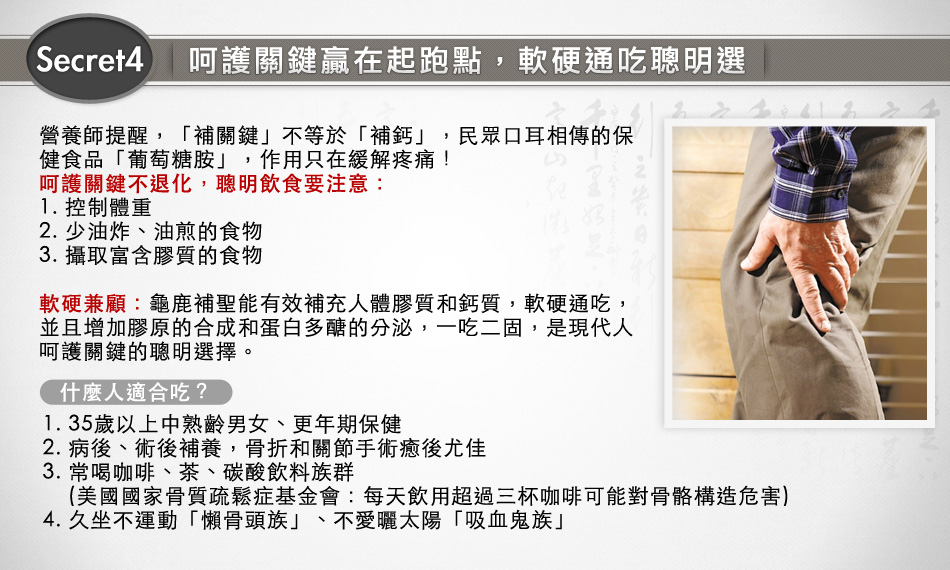 Secret4 呵護關鍵贏在起跑點，軟硬通吃聰明選
營養師提醒，「補關鍵」不等於「補鈣」，民眾口耳相傳的保
健食品「葡萄糖胺」，作用只在緩解疼痛！
呵護關鍵不退化，聰明飲食要注意：
1. 控制體重
2. 少油炸、油煎的食物
3. 攝取富含膠質的食物
軟硬兼顧：龜鹿補聖能有效補充人體膠質和鈣質，軟硬通吃，
並且增加膠原的合成和蛋白多醣的分泌，一吃二固，是現代人
呵護關鍵的聰明選擇。
什麼人適合吃？
1. 35歲以上中熟齡男女、更年期保健
2. 病後、術後補養，骨折和關節手術癒後尤佳
3. 常喝咖啡、茶、碳酸飲料族群
(美國國家骨質疏鬆症基金會：每天飲用超過三杯咖啡可能對骨骼構造危害)
4. 久坐不運動「懶骨頭族」、不愛曬太陽「吸血鬼族」